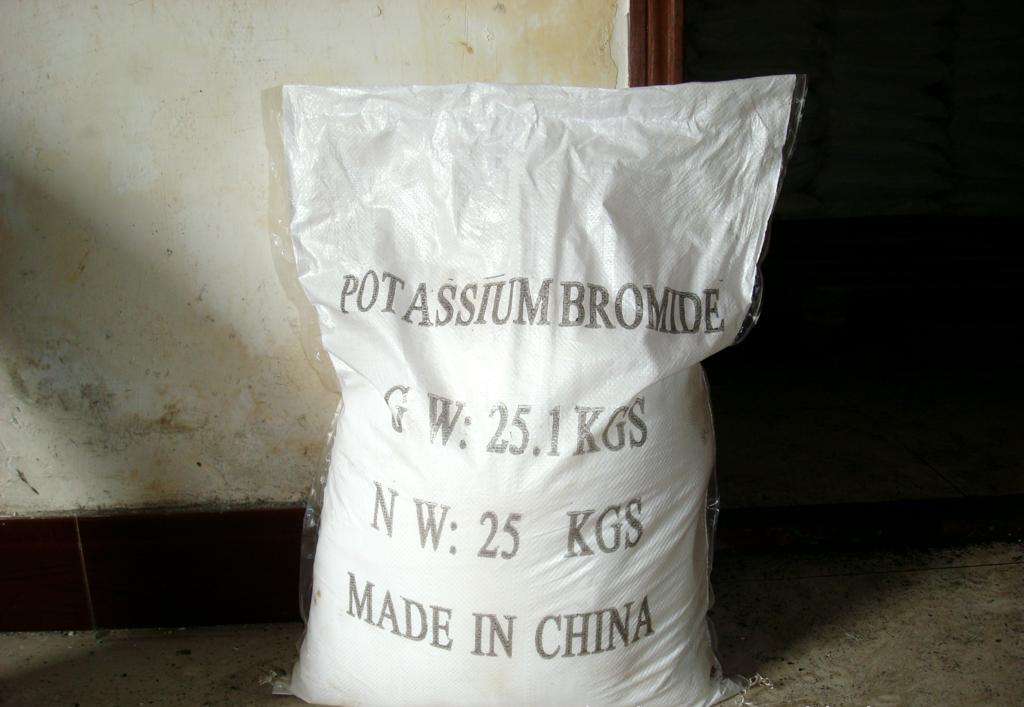 POTASSIUM BROMIDE
G W: 25.1 KGS
N W: 25 KGS
MADE IN CHINA